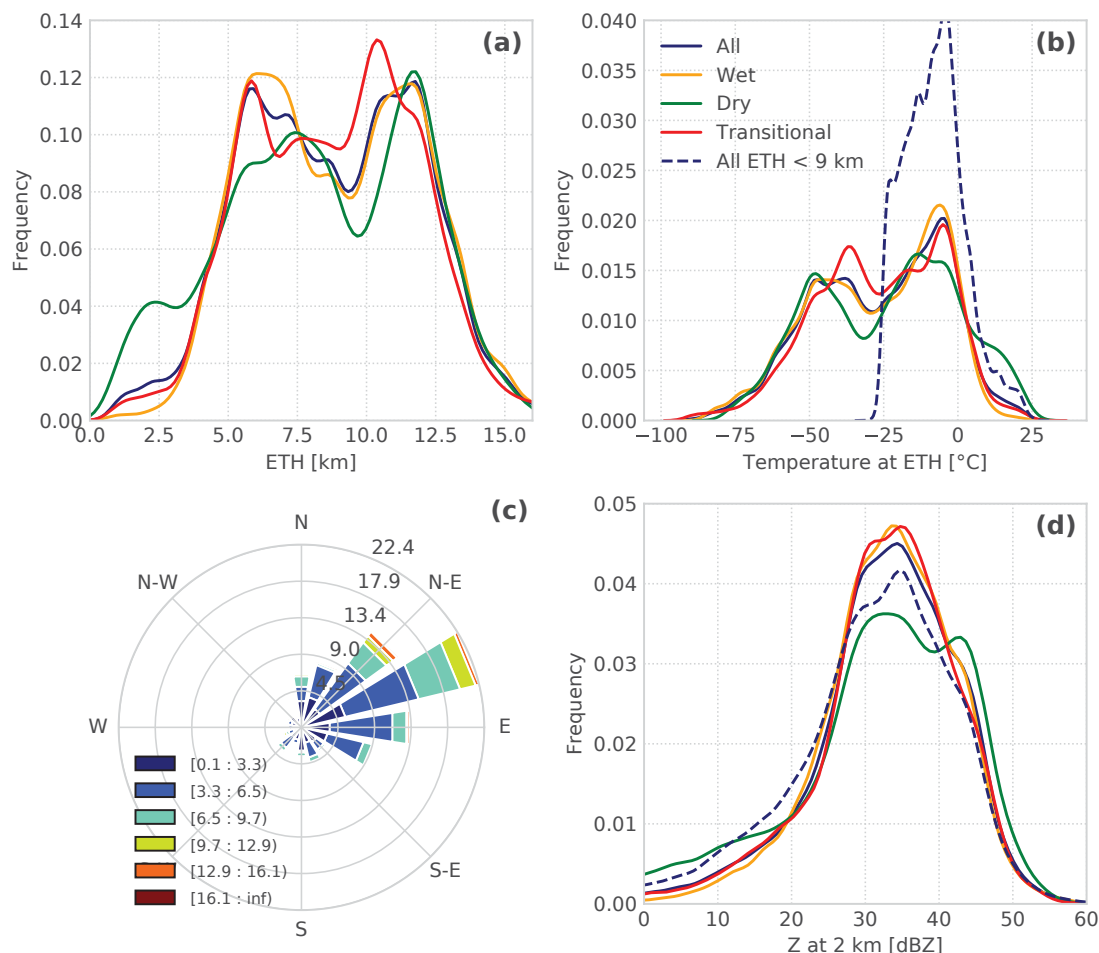 (a)
0.14
0.12
0.10
0.08
0.06
0.04
0.02
0.00
Frequency
0.0 2.5 5.0 7.5 10.0 12.5 15.0
ETH [km]
(b)
0.040
0.035
0.030
0.025
0.020
0.015
0.010
0.005
0.000
Frequency
All
Wet
Dry
Transitional
All ETH < 9 km
−100 −75 −50 −25 0 25
Temperature at ETH [°C]
(c)
N
N-W
N-E
W
E
S-E
S
22.4
17.9
13.4
9.0
4.5
[0.1 : 3.3)
[3.3 : 6.5)
[6.5 : 9.7)
[9.7 : 12.9)
[12.9 : 16.1)
[16.1 : inf)
(d)
0.05
0.04
0.03
0.02
0.01
0.00
Frequency
0 10 20 30 40 50 60
Z at 2 km [dBZ]